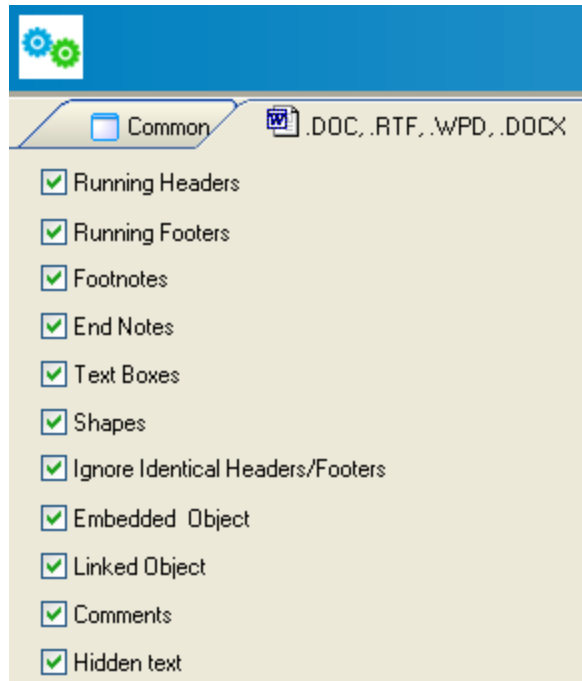 Common
.DOC, .RTF, .WPD, .DOCX
Running Headers
Running Footers
Footnotes
End Notes
Text Boxes
Shapes
Ignore Identical Headers/Footers
Embedded Object
Linked Object
Comments
Hidden text